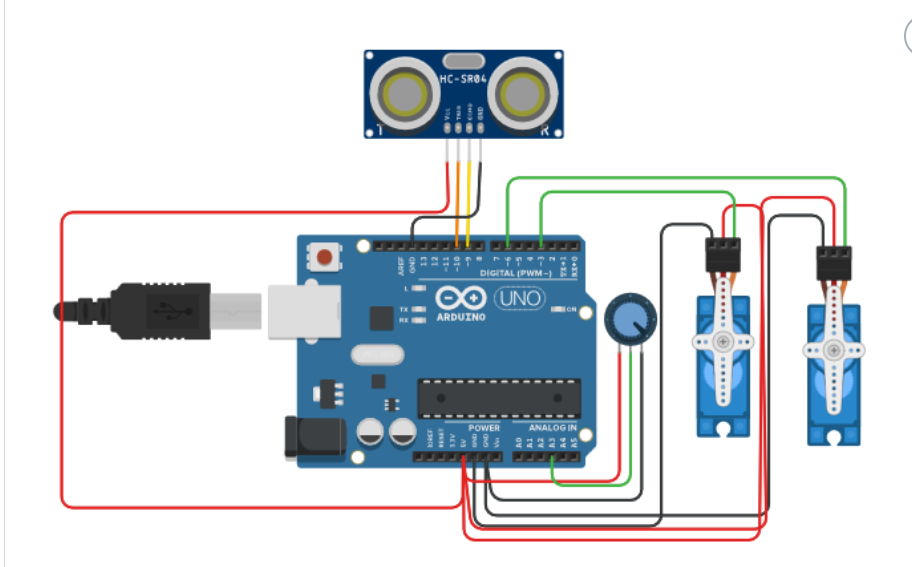 HC-SR04
Vcc TRIG ECHO GND
T R
AREF GND 13 12 ~11 ~10 ~9 8 7 ~6 ~5 4 ~3 2 TX→1 RX←0
DIGITAL (PWM~)
L
TX
RX
UNO
ON
ARDUINO
POWER ANALOG IN
IOREF RESET 3.3V 5V GND GND Vin A0 A1 A2 A3 A4 A5